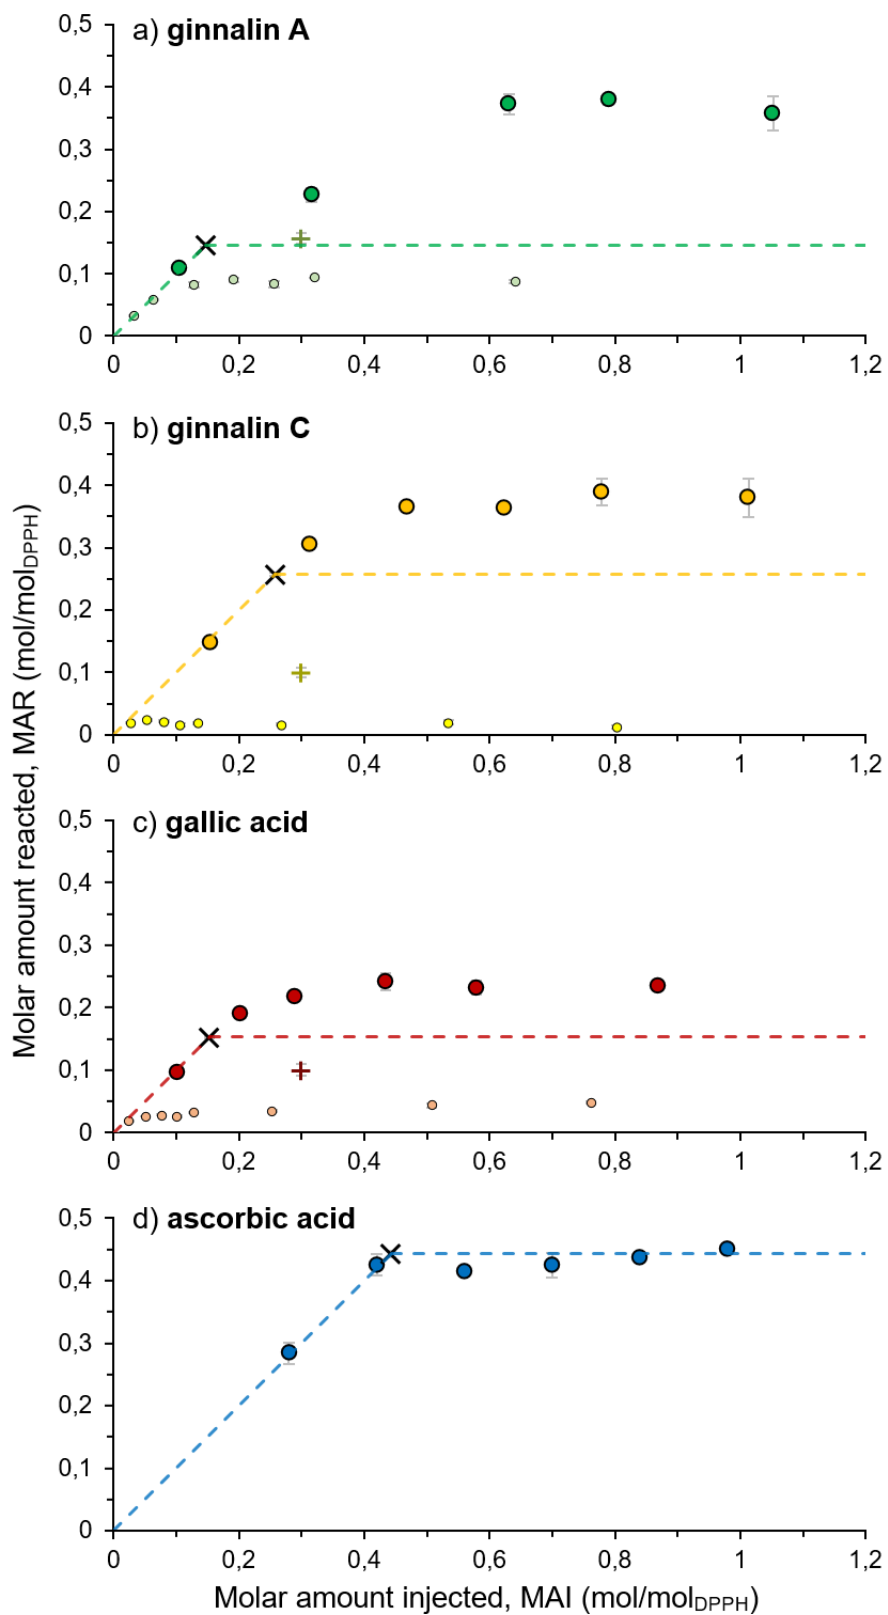 a) ginnalin A
0,5
0,4
0,3
0,2
0,1
0
0 0,2 0,4 0,6 0,8 1 1,2
b) ginnalin C
0,5
0,4
0,3
0,2
0,1
0
0 0,2 0,4 0,6 0,8 1 1,2
c) gallic acid
0,5
0,4
0,3
0,2
0,1
0
0 0,2 0,4 0,6 0,8 1 1,2
d) ascorbic acid
0,5
0,4
0,3
0,2
0,1
0
0 0,2 0,4 0,6 0,8 1 1,2
Molar amount reacted, MAR (mol/molDPPH)
Molar amount injected, MAI (mol/molDPPH)